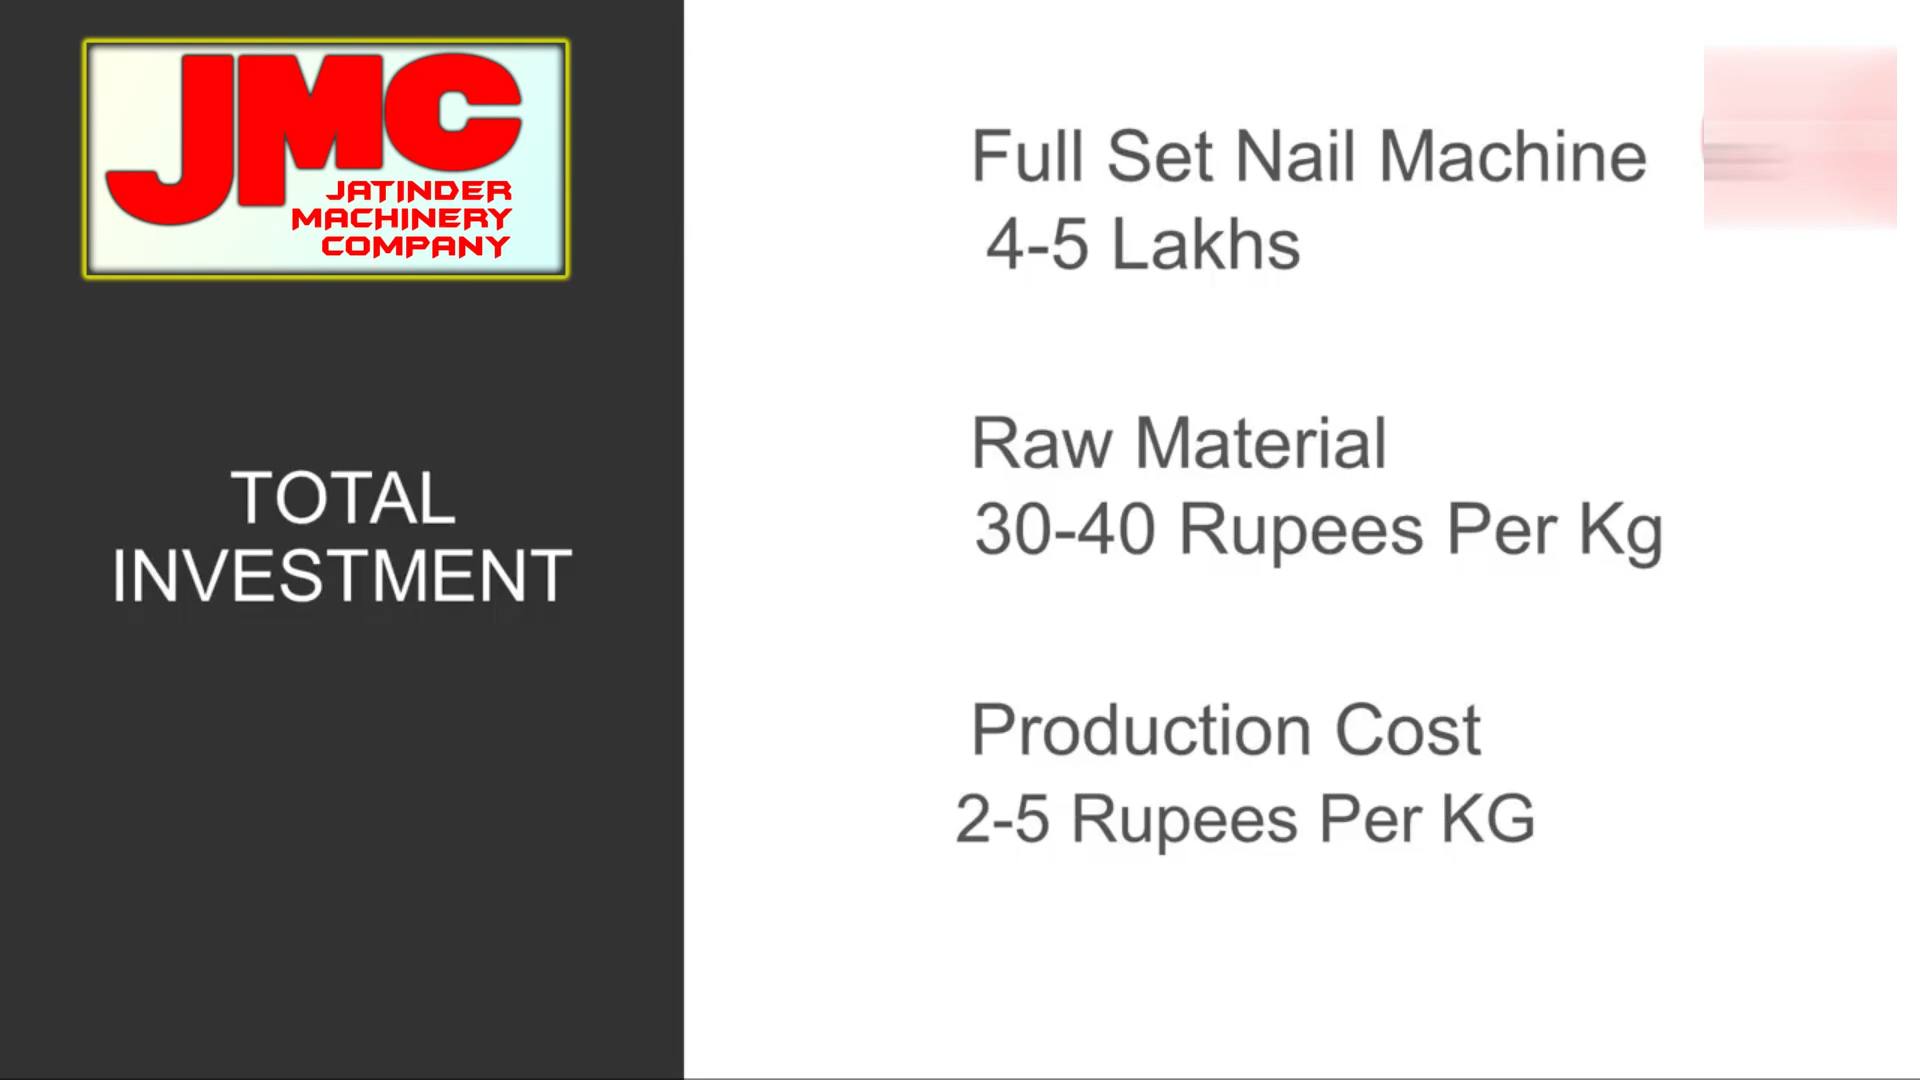 JMC
JATINDER
MACHINERY
COMPANY
TOTAL
INVESTMENT
Full Set Nail Machine
4-5 Lakhs
Raw Material
30-40 Rupees Per Kg
Production Cost
2-5 Rupees Per KG